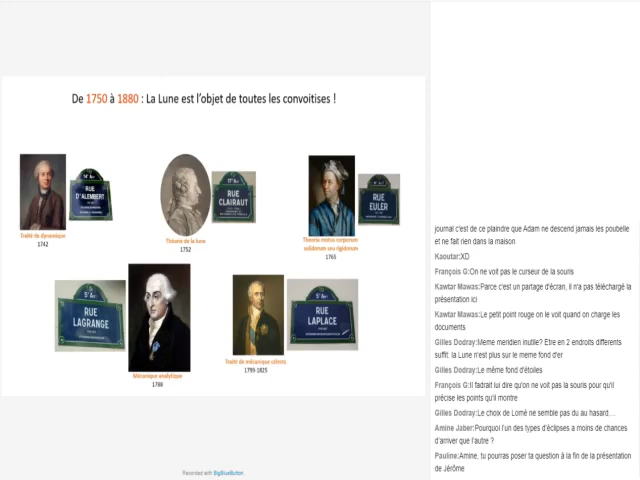 De 1750 à 1880 : La Lune est l'objet de toutes les convoitises !
14e Arrt
RUE
D'ALEMBERT
Traité de dynamique
1742
RUE
CLAIRAUT
Théorie de la lune
1752
RUE
EULER
Theoria motus corporum
solidorum seu rigidorum
1765
5e Arrt
RUE
LAGRANGE
Mécanique analytique
1788
5e Arrt
RUE
LAPLACE
Traité de mécanique céleste
1799-1825
Recorded with BigBlueButton.
journal c'est de ce plaindre que Adam ne descend jamais les poubelle
et ne fait rien dans la maison
Kaoutar:XD
François G:On ne voit pas le curseur de la souris
Kawtar Mawas:Parce c'est un partage d'écran, il n'a pas téléchargé la
présentation ici
Kawtar Mawas:Le petit point rouge on le voit quand on charge les
documents
Gilles Dodray:Meme meridien inutile? Etre en 2 endroits differents
suffit: la Lune n'est plus sur le meme fond d'er
Gilles Dodray:Le même fond d'étoiles
François G:Il fadrait lui dire qu'on ne voit pas la souris pour qu'il
précise les points qu'il montre
Gilles Dodray:Le choix de Lomé ne semble pas du au hasard....
Amine Jaber:Pourquoi l'un des types d'éclipses a moins de chances
d'arriver que l'autre ?
Pauline:Amine, tu pourras poser ta question à la fin de la présentation
de Jérôme